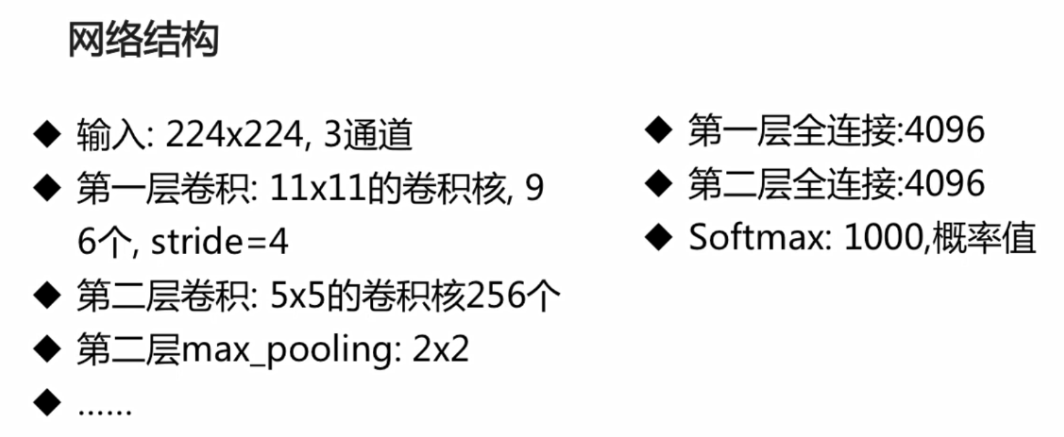 网络结构
◆ 输入: 224x224, 3通道
◆ 第一层卷积: 11x11的卷积核, 9
6个, stride=4
◆ 第二层卷积: 5x5的卷积核256个
◆ 第二层max_pooling: 2x2
◆ ......
◆ 第一层全连接:4096
◆ 第二层全连接:4096
◆ Softmax: 1000,概率值